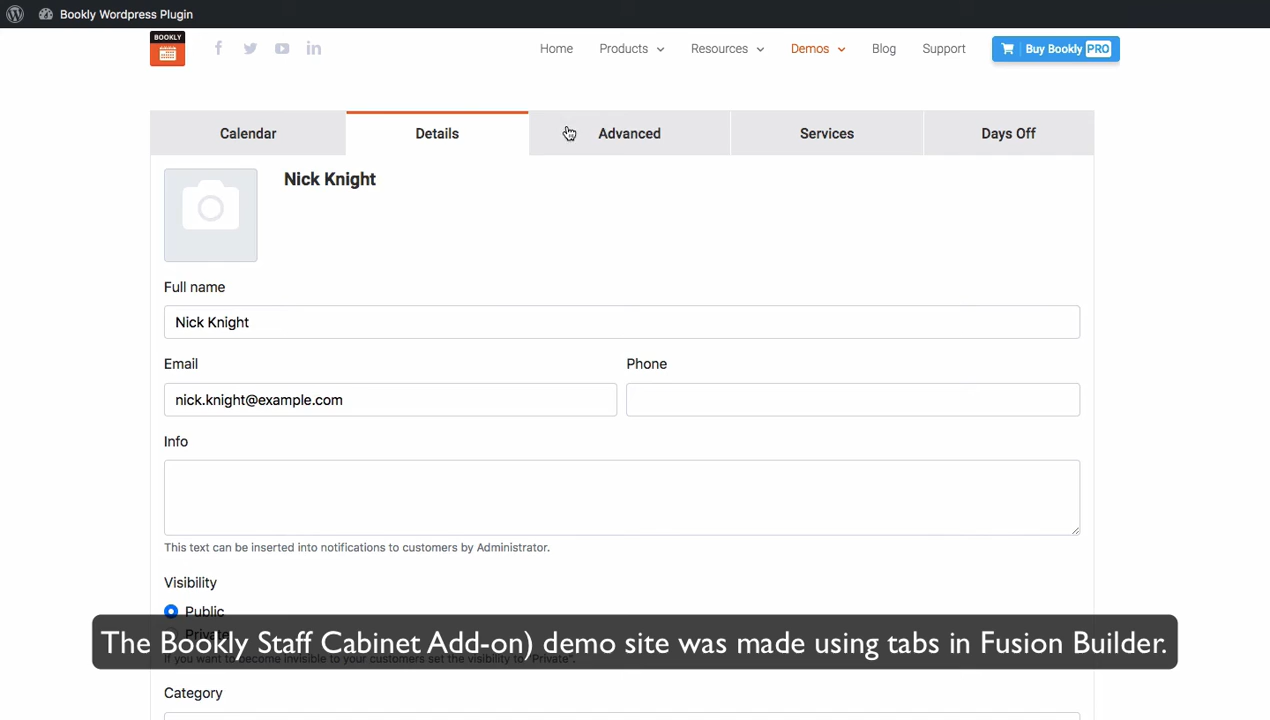 Bookly Wordpress Plugin
BOOKLY
Home Products Resources Demos Blog Support Buy Bookly PRO
Calendar Details Advanced Services Days Off
Nick Knight
Full name
Nick Knight
Email Phone
nick.knight@example.com
Info
This text can be inserted into notifications to customers by Administrator.
Visibility
Public
Private
The Bookly Staff Cabinet Add-on) demo site was made using tabs in Fusion Builder.
If you want to become invisible to your customers set the visibility to "Private".
Category